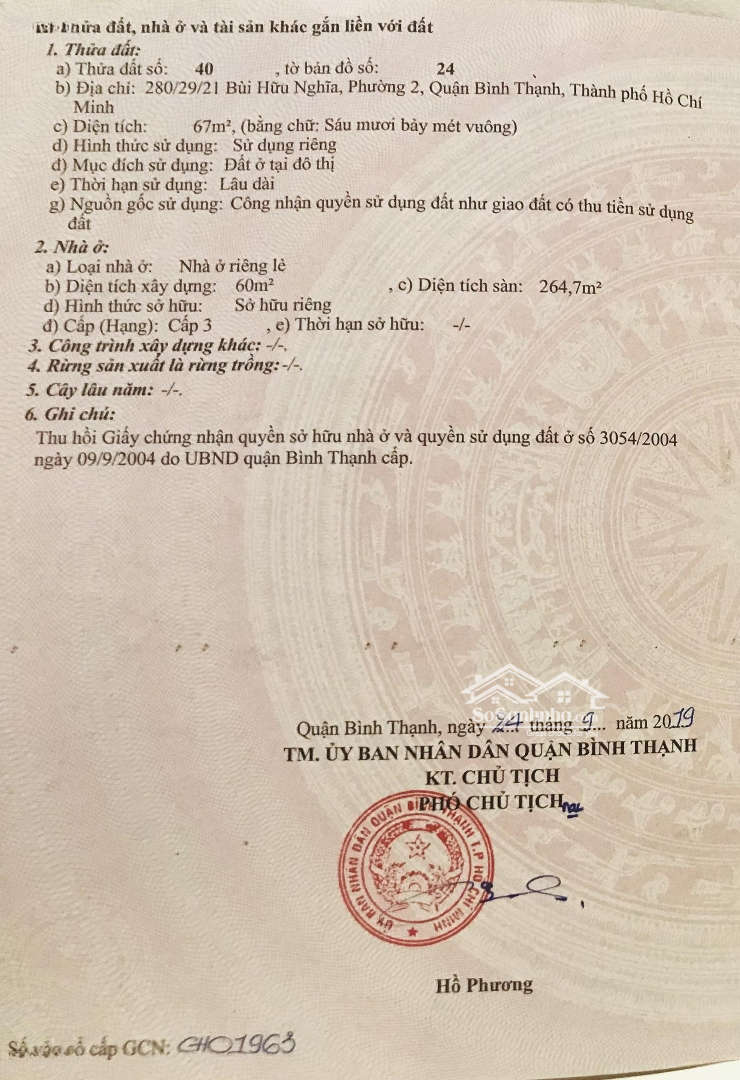 thửa đất, nhà ở và tài sản khác gắn liền với đất
1. Thửa đất:
a) Thửa đất số: 40 , tờ bản đồ số: 24
b) Địa chỉ: 280/29/21 Bùi Hữu Nghĩa, Phường 2, Quận Bình Thạnh, Thành phố Hồ Chí
Minh
c) Diện tích: 67m², (bằng chữ: Sáu mươi bảy mét vuông)
d) Hình thức sử dụng: Sử dụng riêng
đ) Mục đích sử dụng: Đất ở tại đô thị
e) Thời hạn sử dụng: Lâu dài
g) Nguồn gốc sử dụng: Công nhận quyền sử dụng đất như giao đất có thu tiền sử dụng
đất
2. Nhà ở:
a) Loại nhà ở: Nhà ở riêng lẻ
b) Diện tích xây dựng: 60m² , c) Diện tích sàn: 264,7m²
d) Hình thức sở hữu: Sở hữu riêng
đ) Cấp (Hạng): Cấp 3 , e) Thời hạn sở hữu: -/-
3. Công trình xây dựng khác: -/-.
4. Rừng sản xuất là rừng trồng: -/-.
5. Cây lâu năm: -/-.
6. Ghi chú:
Thu hồi Giấy chứng nhận quyền sở hữu nhà ở và quyền sử dụng đất ở số 3054/2004
ngày 09/9/2004 do UBND quận Bình Thạnh cấp.
Quận Bình Thạnh, ngày 24 tháng 9... năm 2019
TM. ỦY BAN NHÂN DÂN QUẬN BÌNH THẠNH
KT. CHỦ TỊCH
PHÓ CHỦ TỊCH
ỦY BAN NHÂN DÂN QUẬN BÌNH THẠNH T.P HỒ CHÍ MINH
Hồ Phương
Số vào sổ cấp GCN: CH01963